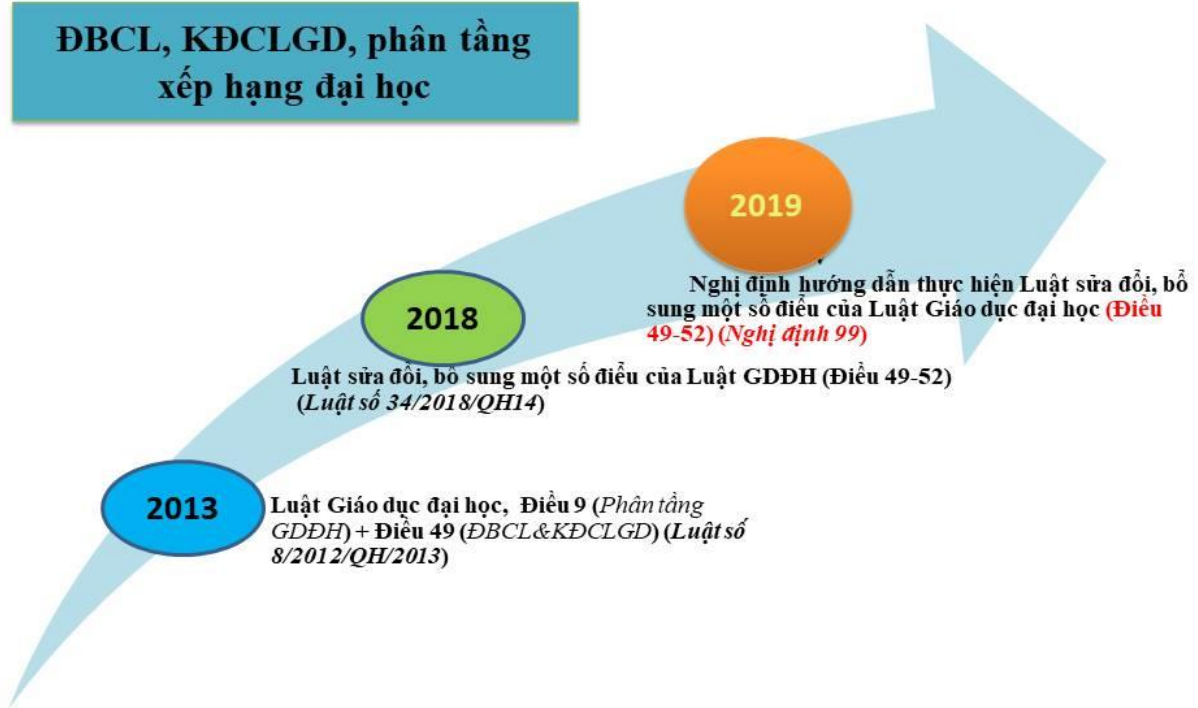 ĐBCL, KĐCLGD, phân tầng
xếp hạng đại học
2019
Nghị định hướng dẫn thực hiện Luật sửa đổi, bổ
sung một số điều của Luật Giáo dục đại học (Điều
49-52) (Nghị định 99)
2018
Luật sửa đổi, bổ sung một số điều của Luật GDĐH (Điều 49-52)
(Luật số 34/2018/QH14)
2013
Luật Giáo dục đại học, Điều 9 (Phân tầng
GDĐH) + Điều 49 (ĐBCL&KĐCLGD) (Luật số
8/2012/QH/2013)